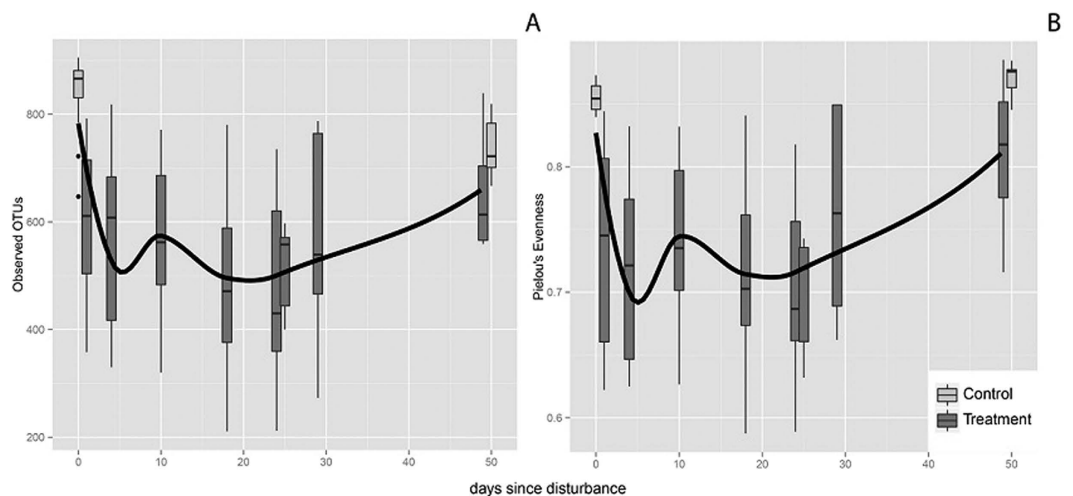 A
B
Observed OTUs
800
600
400
200
0
10
20
30
40
50
Pielou's Evenness
0.8
0.7
0.6
0
10
20
30
40
50
Control
Treatment
days since disturbance